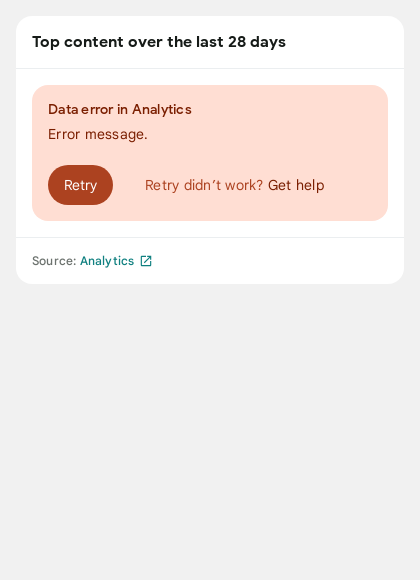 Top content over the last 28 days
Data error in Analytics
Error message.
Retry Retry didn’t work? Get help
Source: Analytics